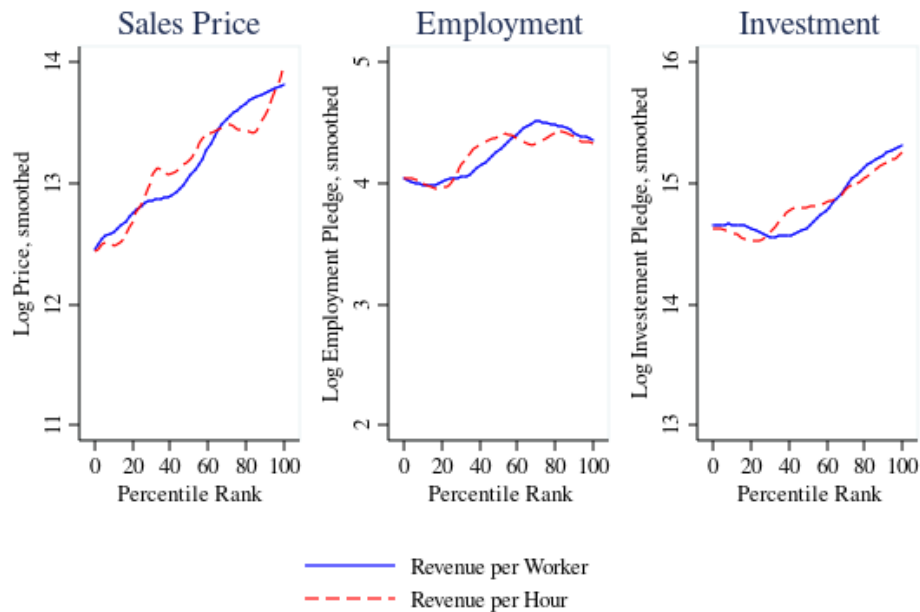 Sales Price
Employment
Investment
Log Price, smoothed
14
13
12
11
0 20 40 60 80 100
Percentile Rank
Log Employment Pledge, smoothed
5
4
3
2
0 20 40 60 80 100
Percentile Rank
Log Investement Pledge, smoothed
16
15
14
13
0 20 40 60 80 100
Percentile Rank
Revenue per Worker
Revenue per Hour